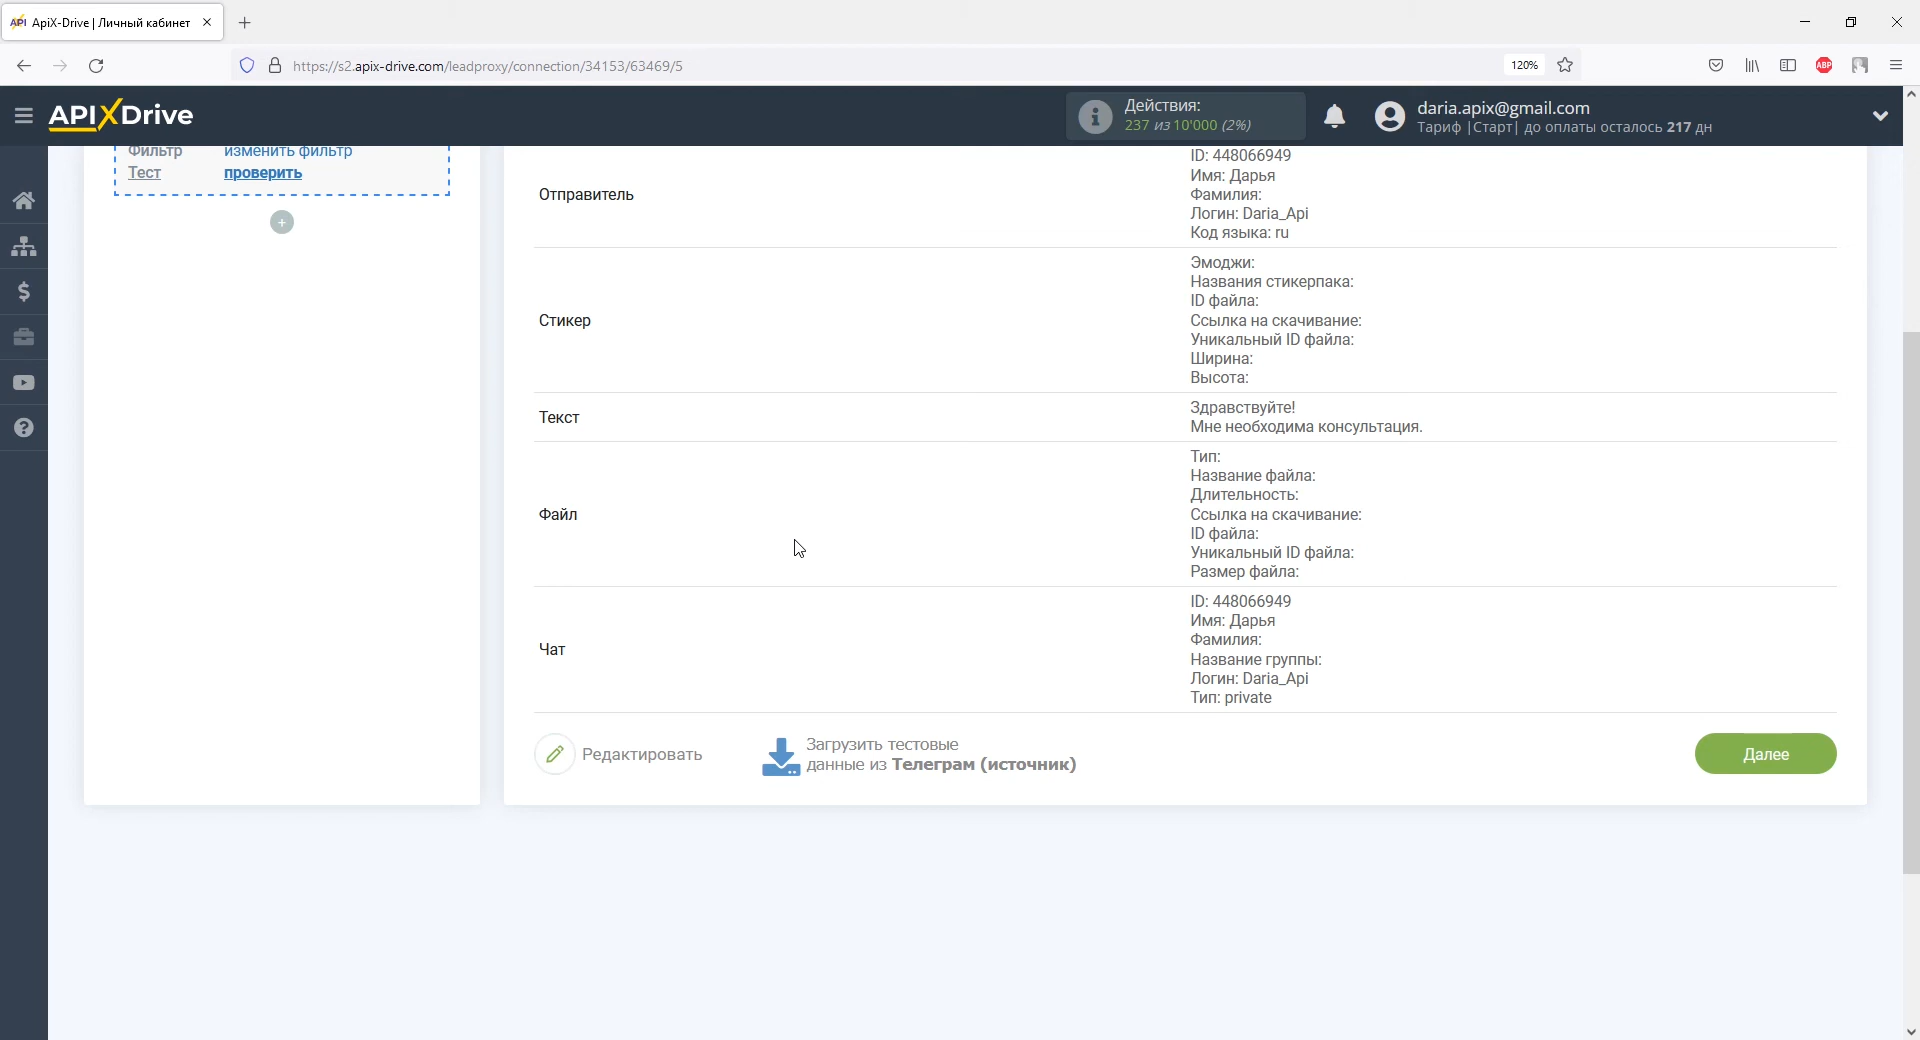 API ApiX-Drive | Личный кабинет
https://s2.apix-drive.com/leadproxy/connection/34153/63469/5
120%
ABP
APIXDrive
Действия:
237 из 10'000 (2%)
daria.apix@gmail.com
Тариф |Старт| до оплаты осталось 217 дн
Фильтр изменить фильтр
Тест проверить
Отправитель
ID: 448066949
Имя: Дарья
Фамилия:
Логин: Daria_Api
Код языка: ru
Стикер
Эмоджи:
Названия стикерпака:
ID файла:
Ссылка на скачивание:
Уникальный ID файла:
Ширина:
Высота:
Текст
Здравствуйте!
Мне необходима консультация.
Файл
Тип:
Название файла:
Длительность:
Ссылка на скачивание:
ID файла:
Уникальный ID файла:
Размер файла:
Чат
ID: 448066949
Имя: Дарья
Фамилия:
Название группы:
Логин: Daria_Api
Тип: private
Редактировать
Загрузить тестовые
данные из Телеграм (источник)
Далее